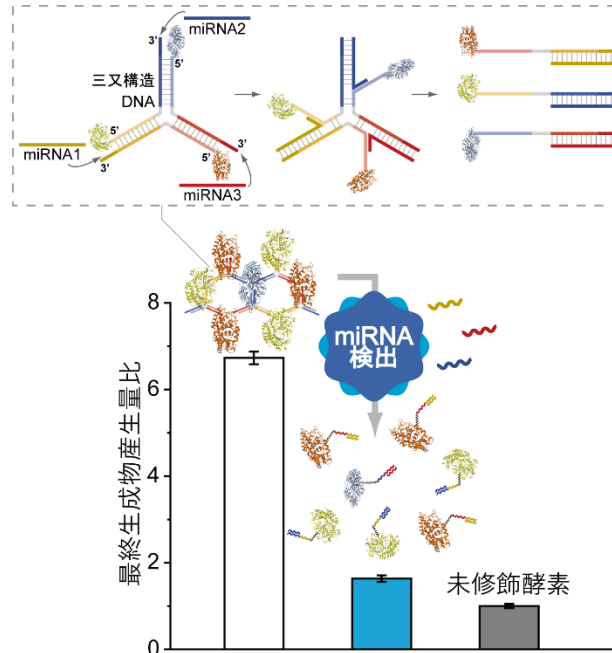 miRNA2
3'
5'
三叉構造
DNA
5'
miRNA1
3'
5'
3'
miRNA3
8
6
4
2
0
最終生成物産生量比
miRNA
検出
未修飾酵素